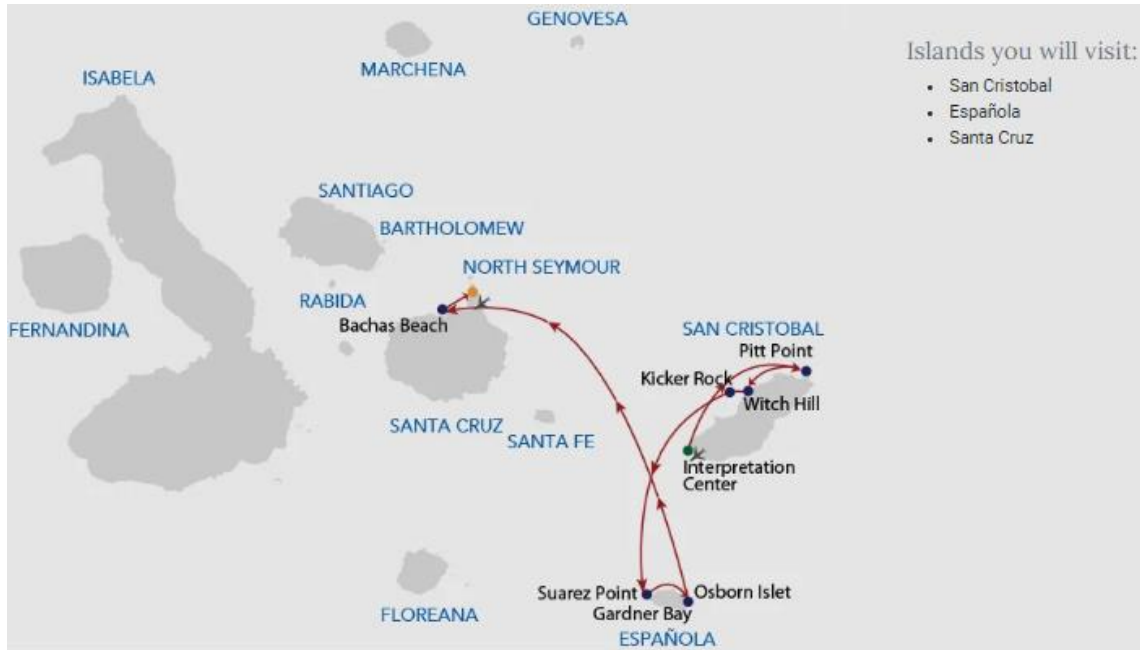 GENOVESA
MARCHENA
ISABELA
Islands you will visit:
• San Cristobal
• Española
• Santa Cruz
SANTIAGO
BARTHOLOMEW
NORTH SEYMOUR
RABIDA
FERNANDINA
Bachas Beach
SAN CRISTOBAL
Pitt Point
Kicker Rock
Witch Hill
SANTA CRUZ
SANTA FE
Interpretation
Center
Suarez Point
Osborn Islet
Gardner Bay
FLOREANA
ESPAÑOLA